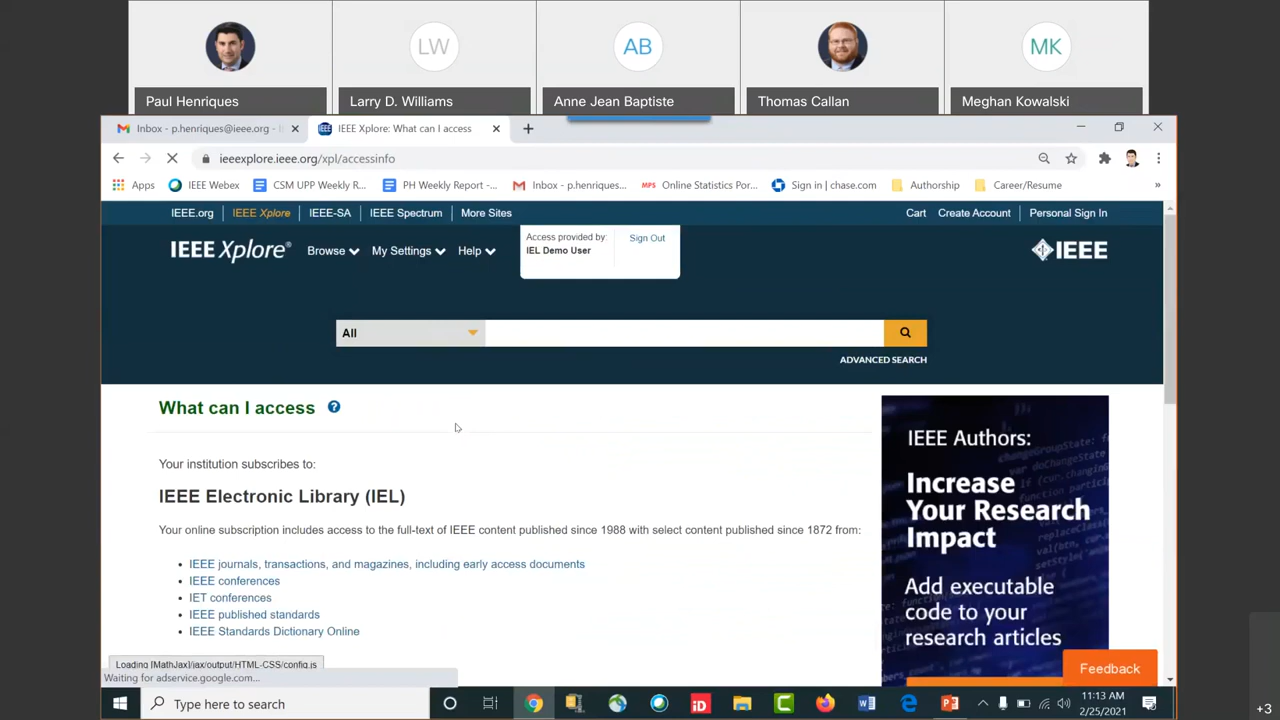 LW
AB
MK
Paul Henriques
Larry D. Williams
Anne Jean Baptiste
Thomas Callan
Meghan Kowalski
Inbox - p.henriques@ieee.org -
IEEE Xplore: What can I access
ieeexplore.ieee.org/xpl/accessinfo
Apps
IEEE Webex
CSM UPP Weekly R...
PH Weekly Report -...
Inbox - p.henriques...
MPS
Online Statistics Por...
Sign in | chase.com
Authorship
Career/Resume
»
IEEE.org
IEEE Xplore
IEEE-SA
IEEE Spectrum
More Sites
Cart
Create Account
Personal Sign In
IEEE Xplore®
Browse
My Settings
Help
Access provided by:
IEL Demo User
Sign Out
IEEE
All
ADVANCED SEARCH
What can I access
?
Your institution subscribes to:
IEEE Electronic Library (IEL)
Your online subscription includes access to the full-text of IEEE content published since 1988 with select content published since 1872 from:
• IEEE journals, transactions, and magazines, including early access documents
• IEEE conferences
• IET conferences
• IEEE published standards
• IEEE Standards Dictionary Online
IEEE Authors:
Increase
Your Research
Impact
Add executable
code to your
research articles
Feedback
Loading [MathJax]/jax/output/HTML-CSS/config.js
Waiting for adservice.google.com...
Type here to search
iD
11:13 AM
2/25/2021
+3